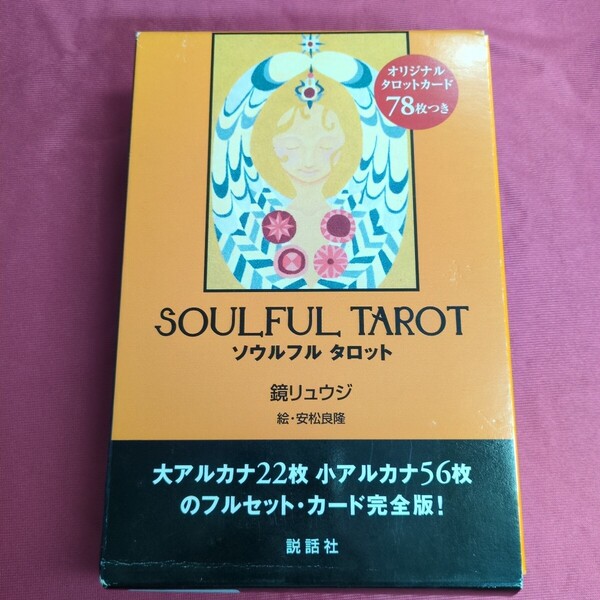 オリジナル
タロットカード
78枚つき
SOULFUL TAROT
ソウルフル タロット
鏡リュウジ
絵・安松良隆
大アルカナ22枚 小アルカナ56枚
のフルセット・カード完全版!
説話社